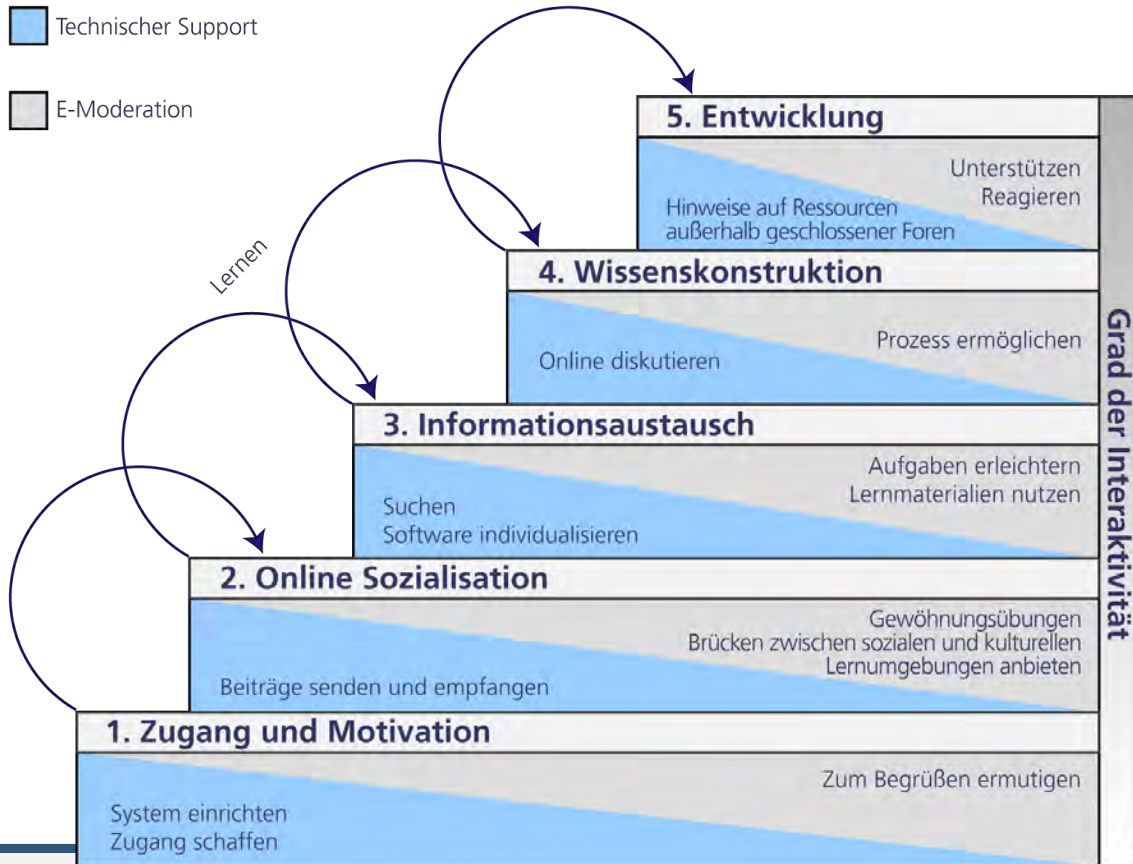 Technischer Support
E-Moderation
Lernen
5. Entwicklung
Unterstützen
Reagieren
Hinweise auf Ressourcen
außerhalb geschlossener Foren
4. Wissenskonstruktion
Prozess ermöglichen
Online diskutieren
3. Informationsaustausch
Aufgaben erleichtern
Lernmaterialien nutzen
Suchen
Software individualisieren
2. Online Sozialisation
Gewöhnungsübungen
Brücken zwischen sozialen und kulturellen
Lernumgebungen anbieten
Beiträge senden und empfangen
1. Zugang und Motivation
Zum Begrüßen ermutigen
System einrichten
Zugang schaffen
Grad der Interaktivität